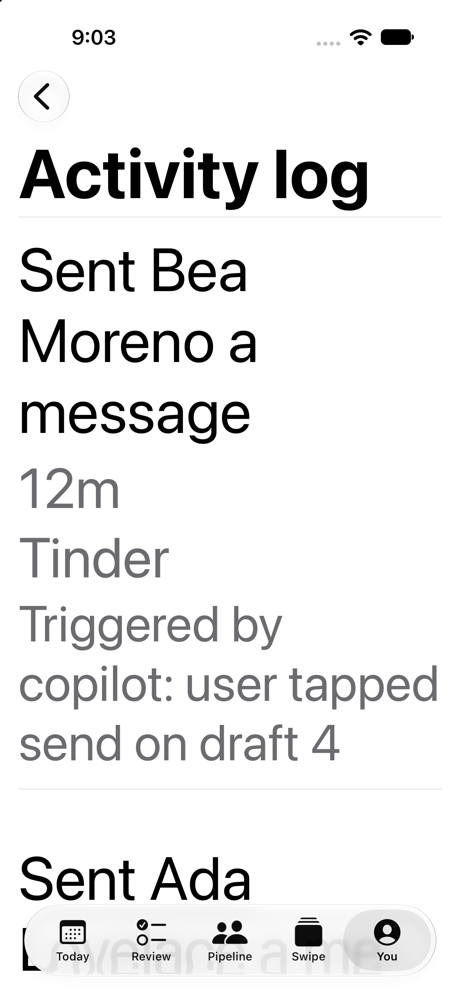 9:03
Activity log
Sent Bea
Moreno a
message
12m
Tinder
Triggered by
copilot: user tapped
send on draft 4
Sent Ada
Today
Review
Pipeline
Swipe
You